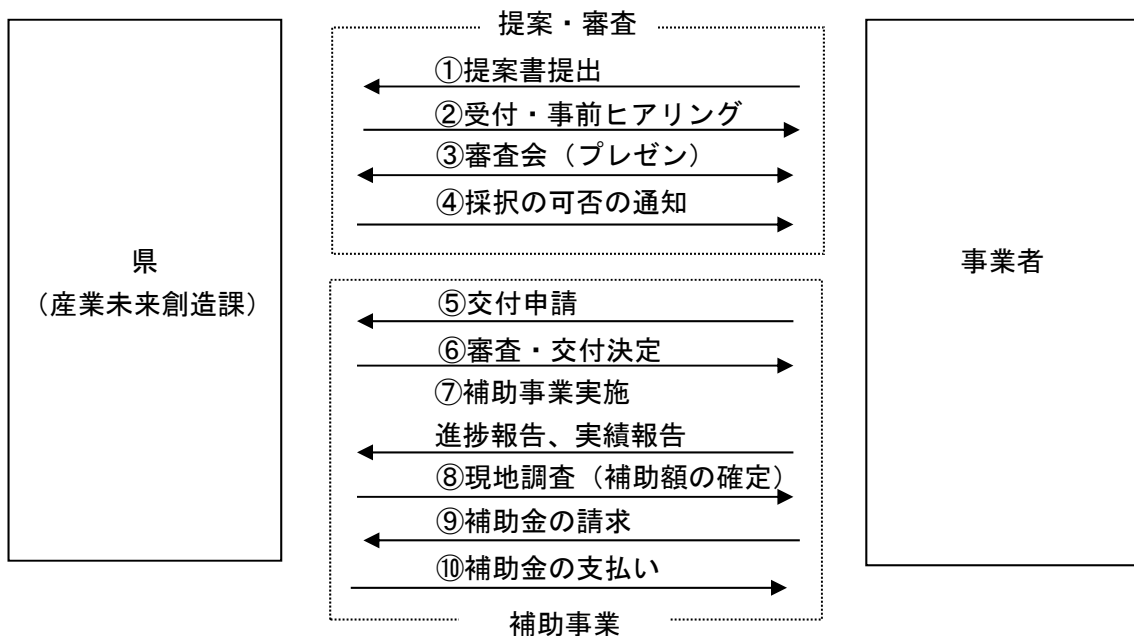 提案・審査
①提案書提出
②受付・事前ヒアリング
③審査会（プレゼン）
④採択の可否の通知
県
（産業未来創造課）
事業者
⑤交付申請
⑥審査・交付決定
⑦補助事業実施
進捗報告、実績報告
⑧現地調査（補助額の確定）
⑨補助金の請求
⑩補助金の支払い
補助事業